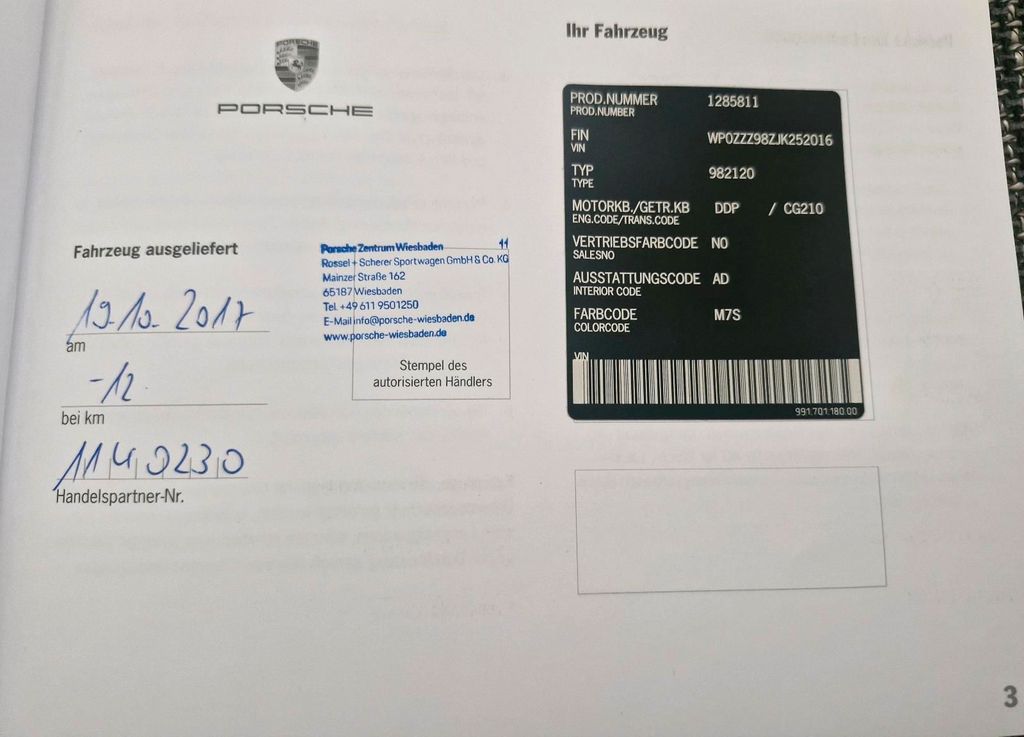 PORSCHE
PORSCHE
Fahrzeug ausgeliefert
19.10. 2017
am
-12.
bei km
1140230
Handelspartner-Nr.
Porsche Zentrum Wiesbaden 11
Rossel + Scherer Sportwagen GmbH & Co. KG
Mainzer Straße 162
65187 Wiesbaden
Tel. +49 611 9501250
E-Mail info@porsche-wiesbaden.de
www.porsche-wiesbaden.de
Stempel des
autorisierten Händlers
Ihr Fahrzeug
PROD.NUMMER 1285811
PROD.NUMBER
FIN WP0ZZZ98ZJK252016
VIN
TYP 982120
TYPE
MOTORKB./GETR.KB DDP / CG210
ENG.CODE/TRANS.CODE
VERTRIEBSFARBCODE N0
SALESNO
AUSSTATTUNGSCODE AD
INTERIOR CODE
FARBCODE M7S
COLORCODE
VIN
991.701.180.00
3